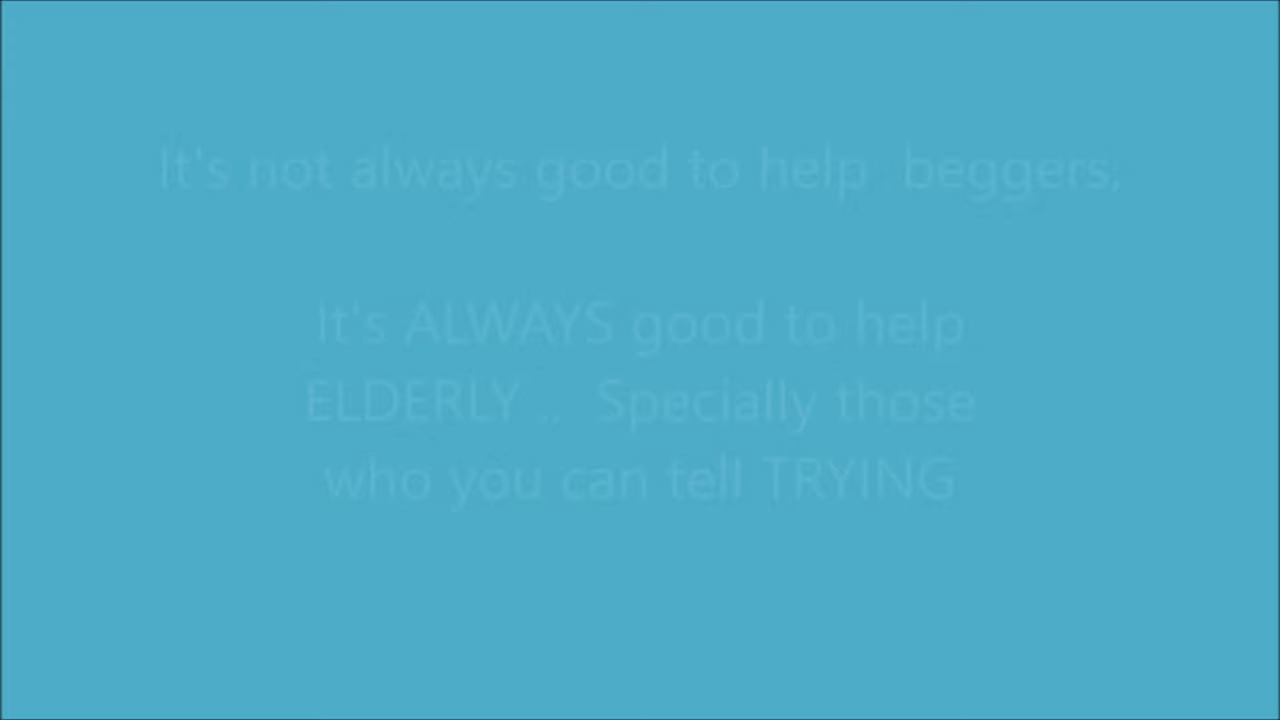 It's not always good to help  beggers,
It's ALWAYS good to help
ELDERLY ..  Specially those
who you can tell TRYING